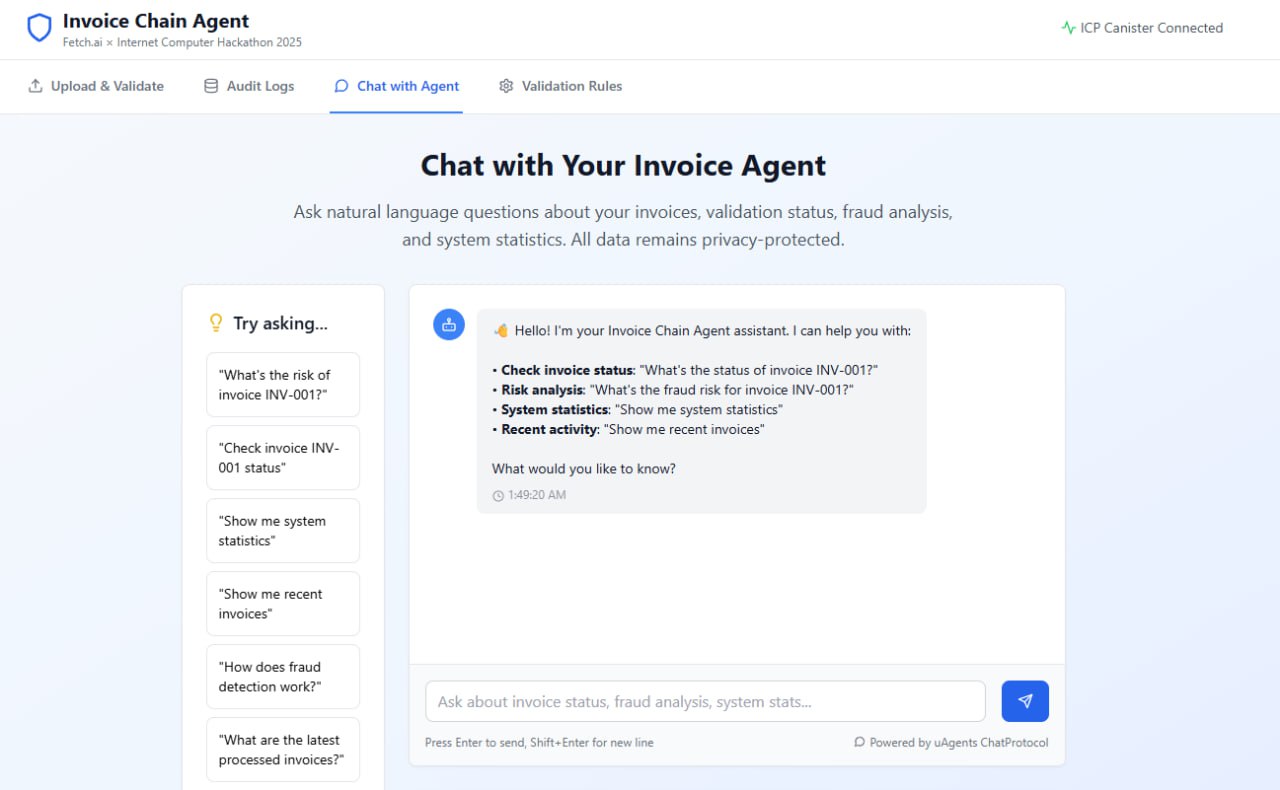 Invoice Chain Agent
Fetch.ai × Internet Computer Hackathon 2025
ICP Canister Connected
Upload & Validate
Audit Logs
Chat with Agent
Validation Rules
Chat with Your Invoice Agent
Ask natural language questions about your invoices, validation status, fraud analysis,
and system statistics. All data remains privacy-protected.
Try asking...
"What's the risk of
invoice INV-001?"
"Check invoice INV-
001 status"
"Show me system
statistics"
"Show me recent
invoices"
"How does fraud
detection work?"
"What are the latest
processed invoices?"
👋 Hello! I'm your Invoice Chain Agent assistant. I can help you with:
• Check invoice status: "What's the status of invoice INV-001?"
• Risk analysis: "What's the fraud risk for invoice INV-001?"
• System statistics: "Show me system statistics"
• Recent activity: "Show me recent invoices"
What would you like to know?
1:49:20 AM
Ask about invoice status, fraud analysis, system stats...
Press Enter to send, Shift+Enter for new line
Powered by uAgents ChatProtocol